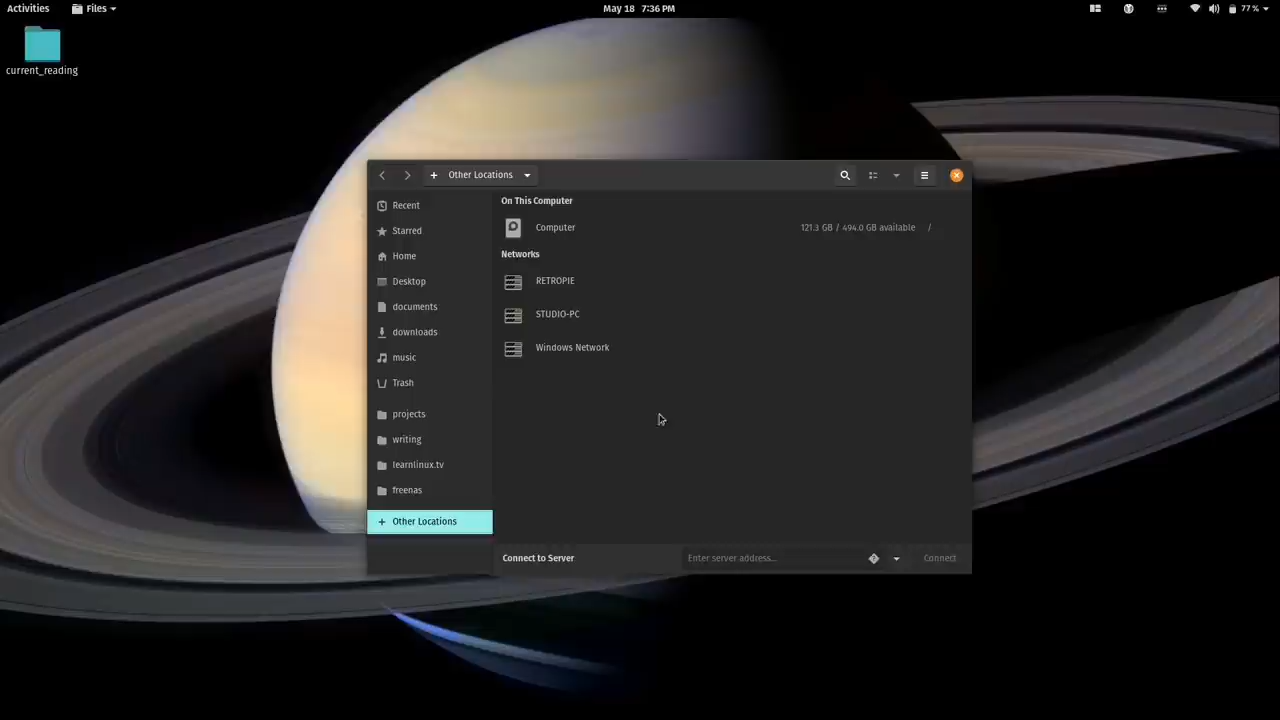 Activities
Files
May 18 7:36 PM
77 %
current_reading
Other Locations
Recent
Starred
Home
Desktop
documents
downloads
music
Trash
projects
writing
learnlinux.tv
freenas
Other Locations
On This Computer
Computer
121.3 GB / 494.0 GB available /
Networks
RETROPIE
STUDIO-PC
Windows Network
Connect to Server
Enter server address...
Connect